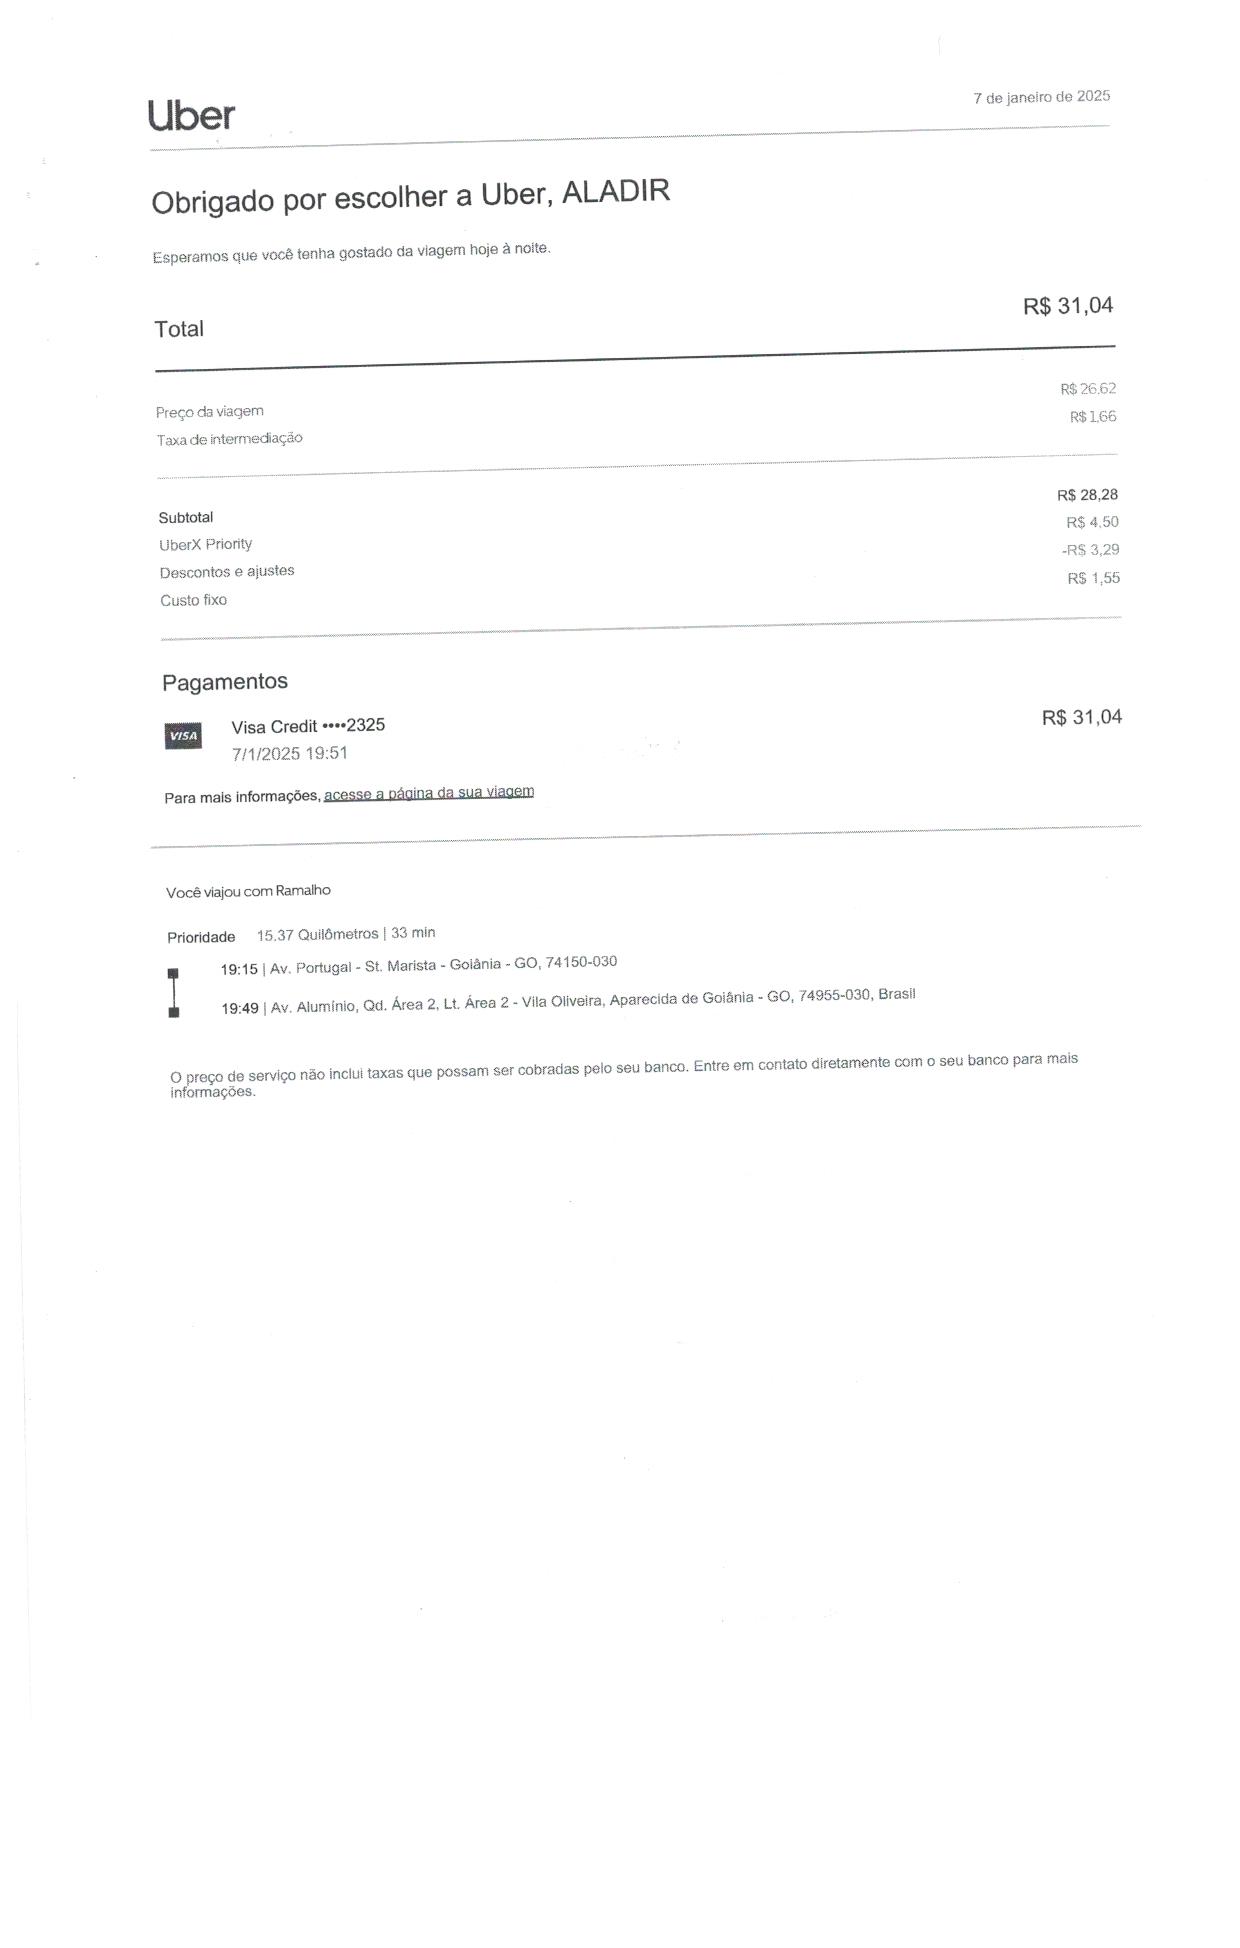 Uber
7 de janeiro de 2025
Obrigado por escolher a Uber, ALADIR
Esperamos que você tenha gostado da viagem hoje à noite.
Total R$ 31,04
Preço da viagem R$ 26,62
Taxa de intermediação R$ 1,66
Subtotal R$ 28,28
UberX Priority R$ 4,50
Descontos e ajustes -R$ 3,29
Custo fixo R$ 1,55
Pagamentos
VISA Visa Credit ••••2325 R$ 31,04
7/1/2025 19:51
Para mais informações, acesse a página da sua viagem
Você viajou com Ramalho
Prioridade 15.37 Quilômetros | 33 min
19:15 | Av. Portugal - St. Marista - Goiânia - GO, 74150-030
19:49 | Av. Alumínio, Qd. Área 2, Lt. Área 2 - Vila Oliveira, Aparecida de Goiânia - GO, 74955-030, Brasil
O preço de serviço não inclui taxas que possam ser cobradas pelo seu banco. Entre em contato diretamente com o seu banco para mais
informações.